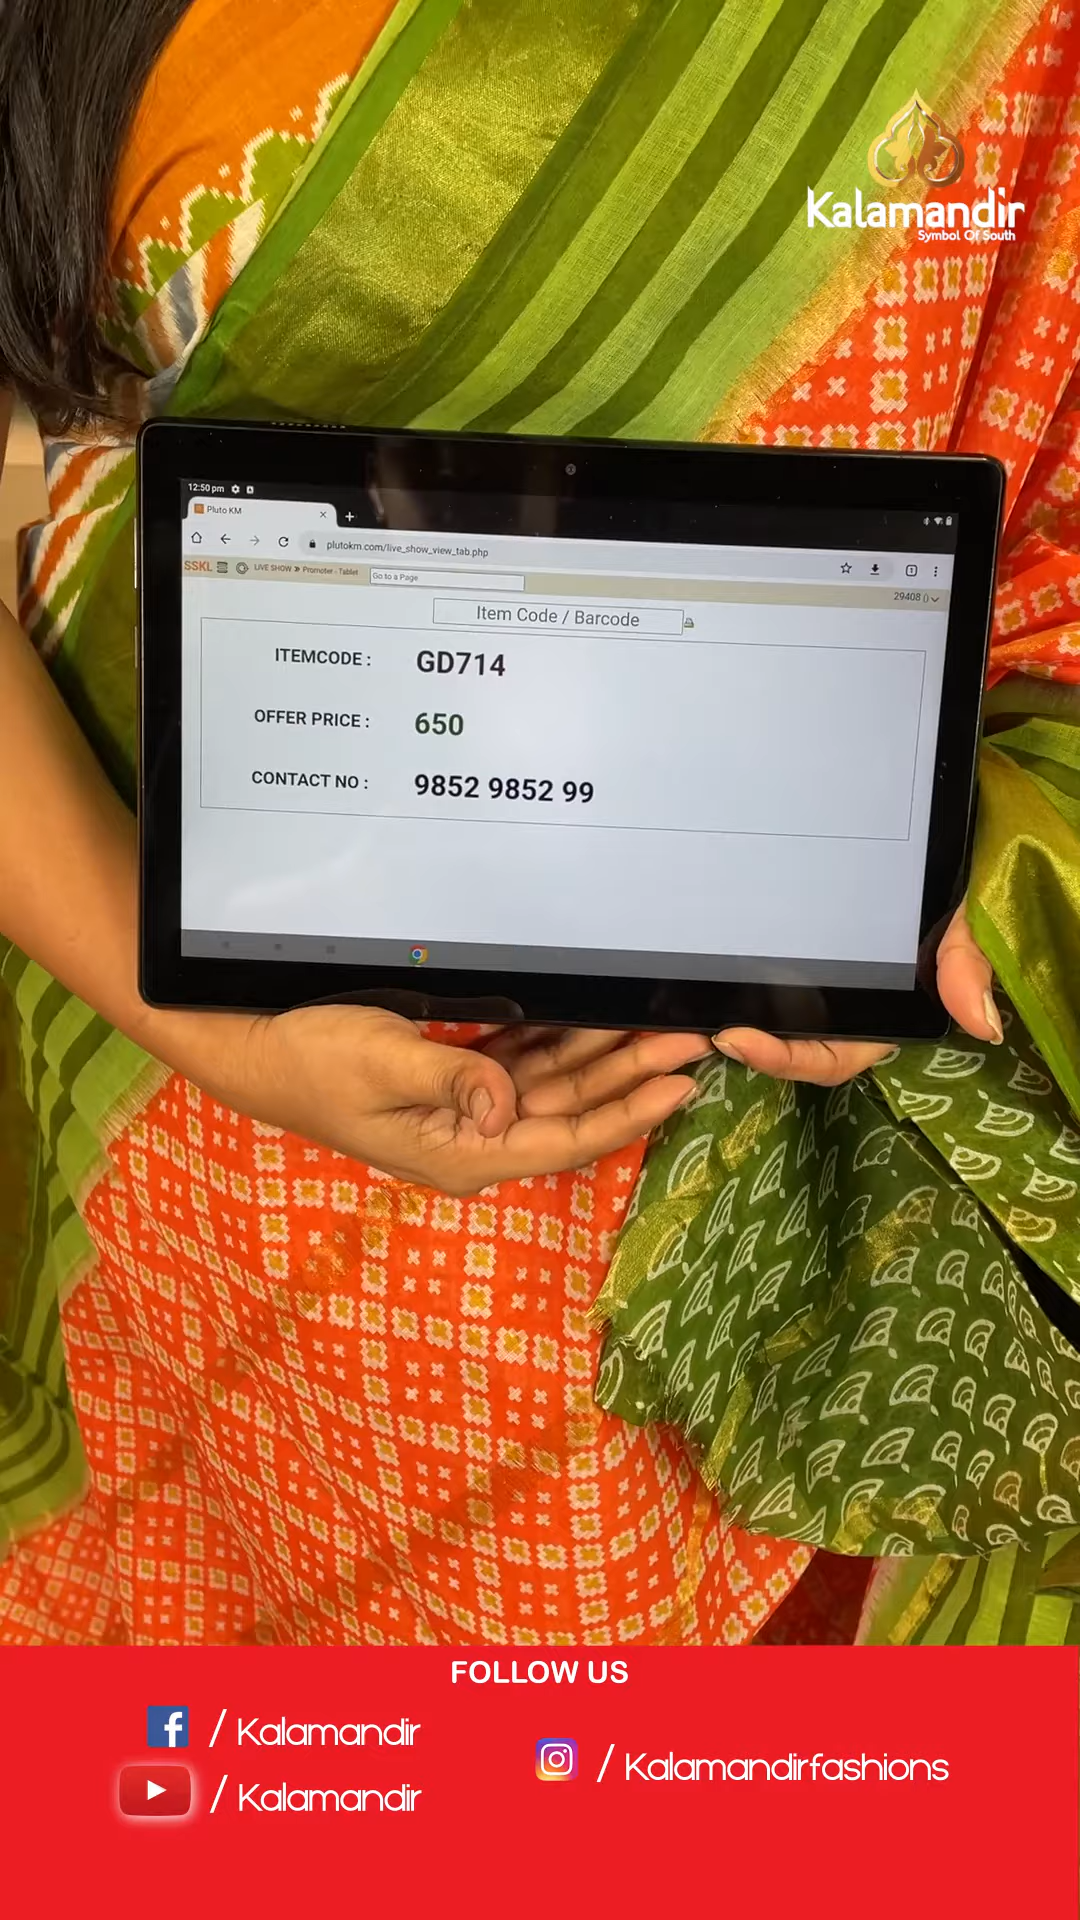 Kalamandir
Symbol Of South
12:50 pm
Pluto KM
plutokm.com/live_show_view_tab.php
SSKL LIVE SHOW » Promoter - Tablet Go to a Page
29408 ()
Item Code / Barcode
ITEMCODE : GD714
OFFER PRICE : 650
CONTACT NO : 9852 9852 99
FOLLOW US
/ Kalamandir
/ Kalamandirfashions
/ Kalamandir